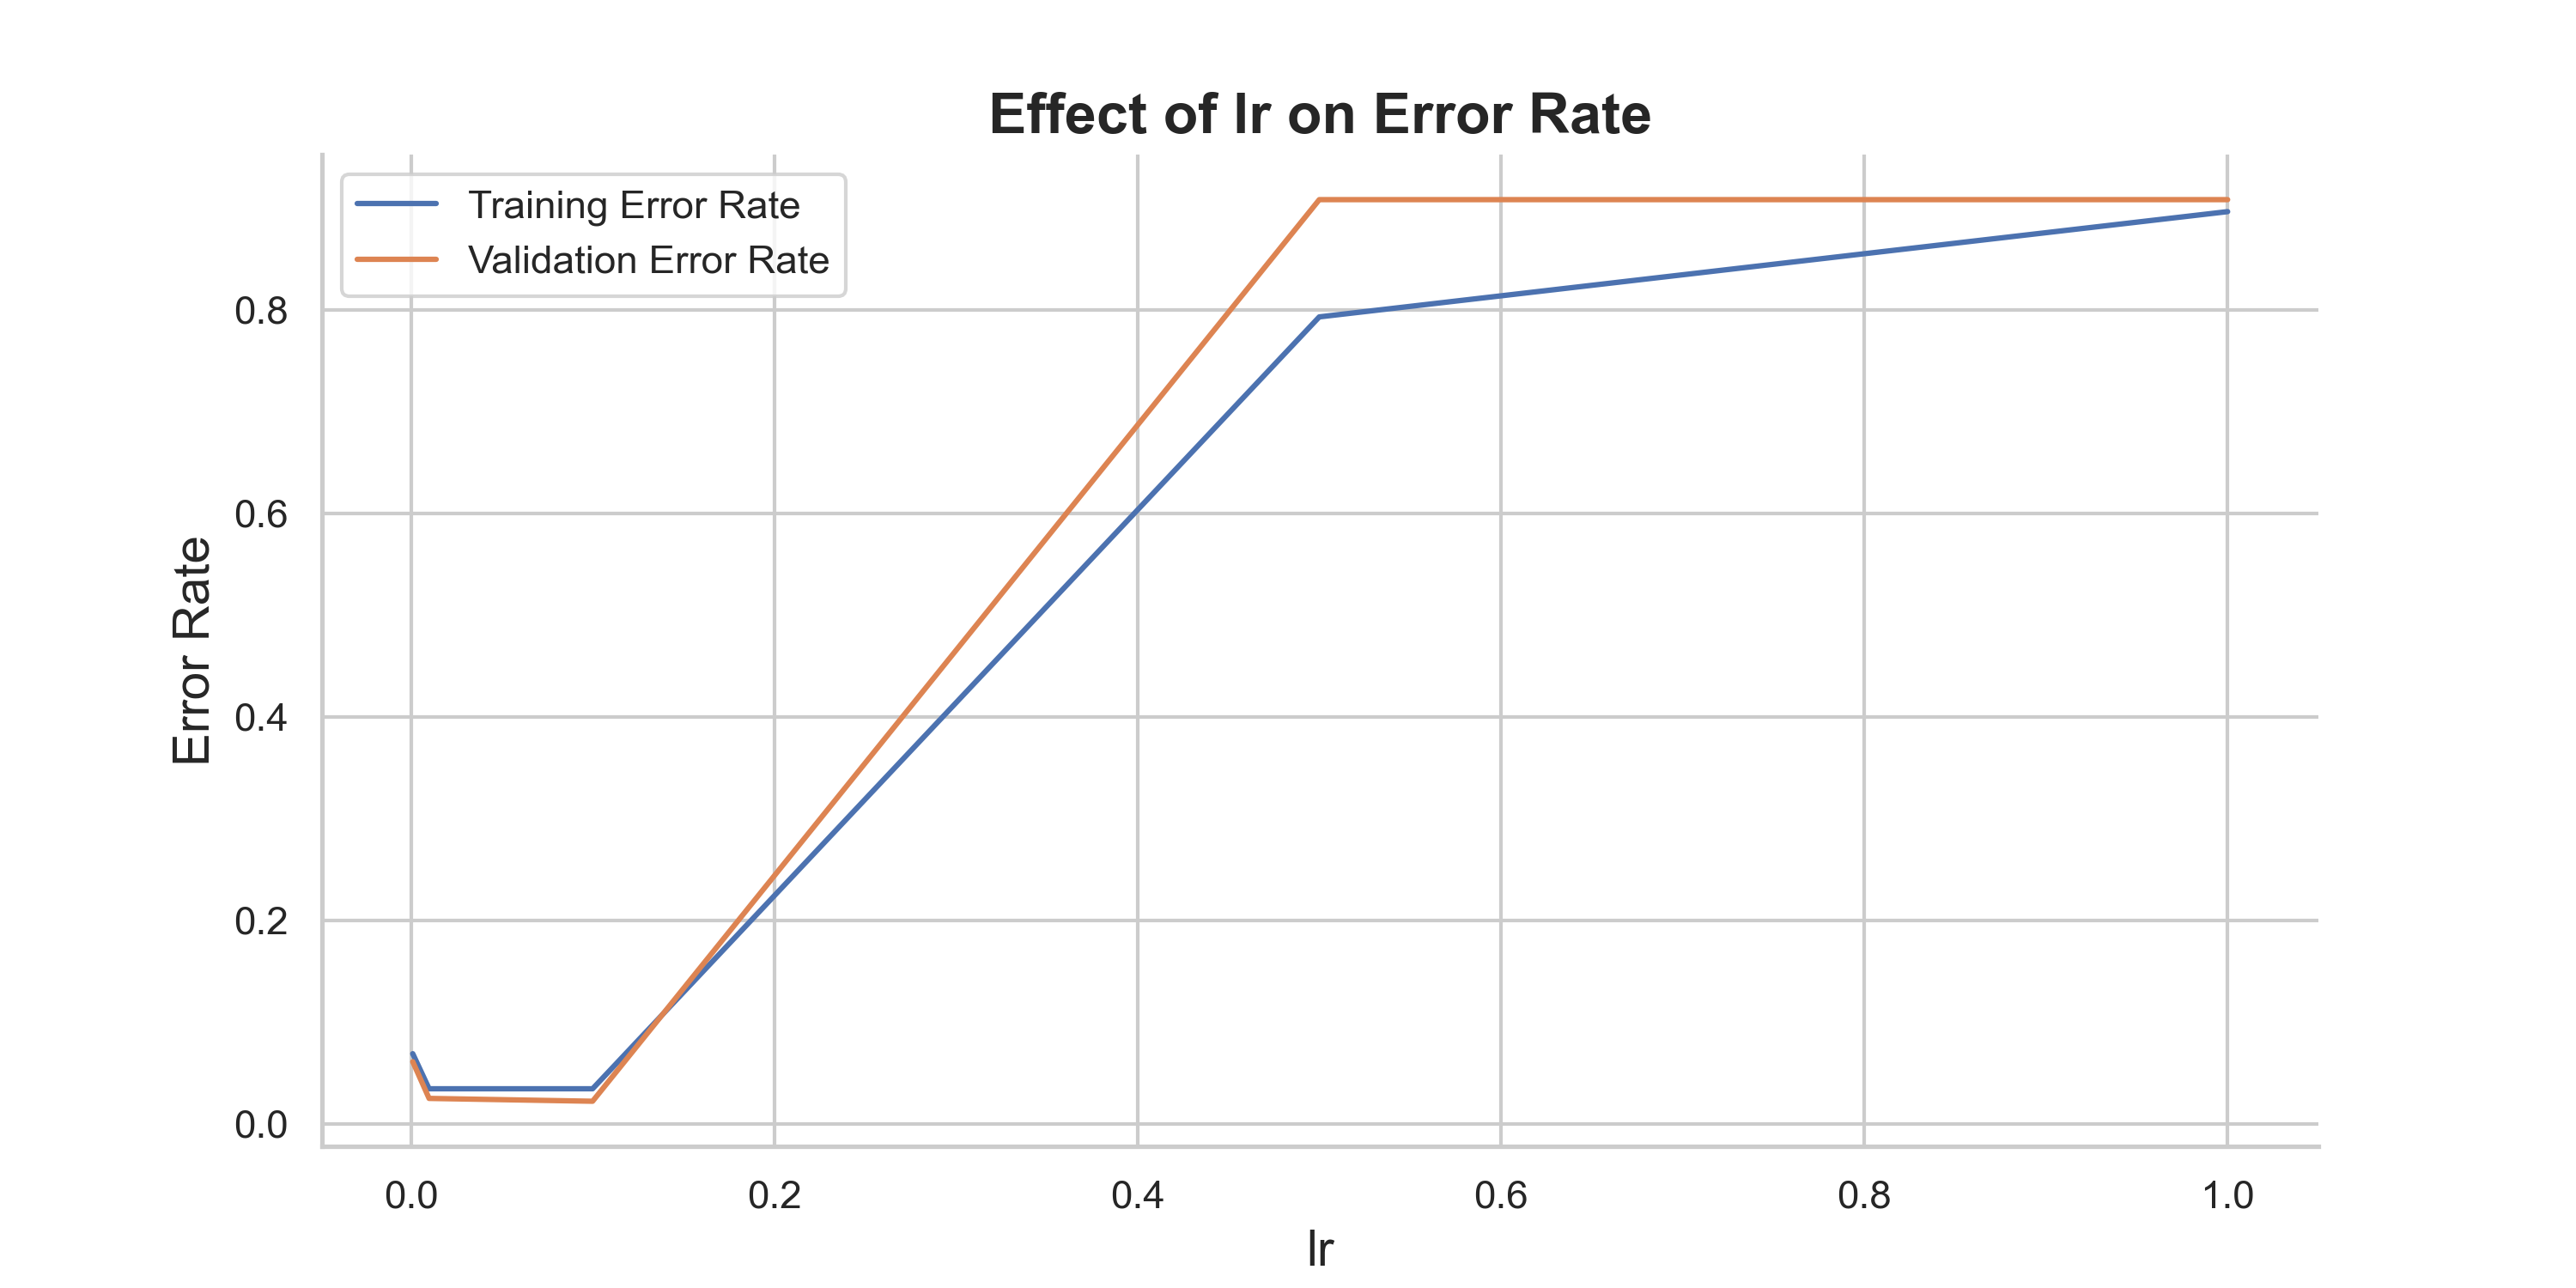 Effect of lr on Error Rate
Training Error Rate
Validation Error Rate
0.8
0.6
0.4
0.2
0.0
Error Rate
0.0 0.2 0.4 0.6 0.8 1.0
lr